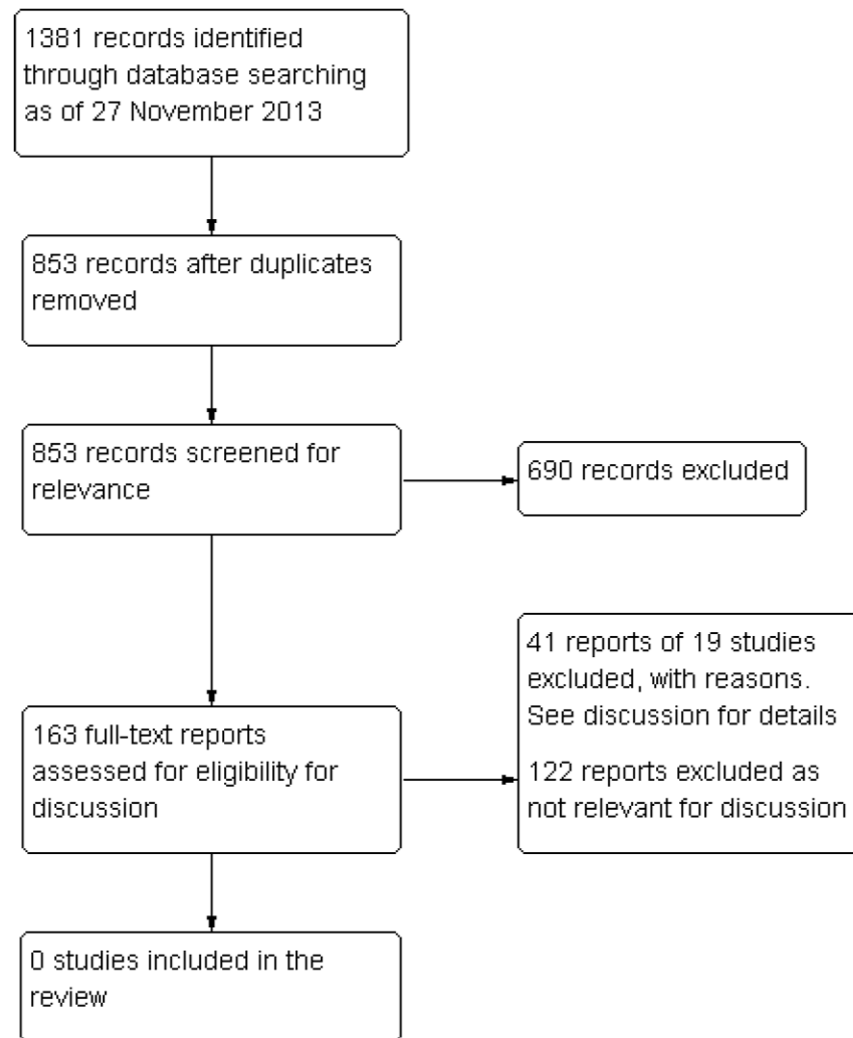 1381 records identified
through database searching
as of 27 November 2013
853 records after duplicates
removed
853 records screened for
relevance
690 records excluded
163 full-text reports
assessed for eligibility for
discussion
41 reports of 19 studies
excluded, with reasons.
See discussion for details
122 reports excluded as
not relevant for discussion
0 studies included in the
review